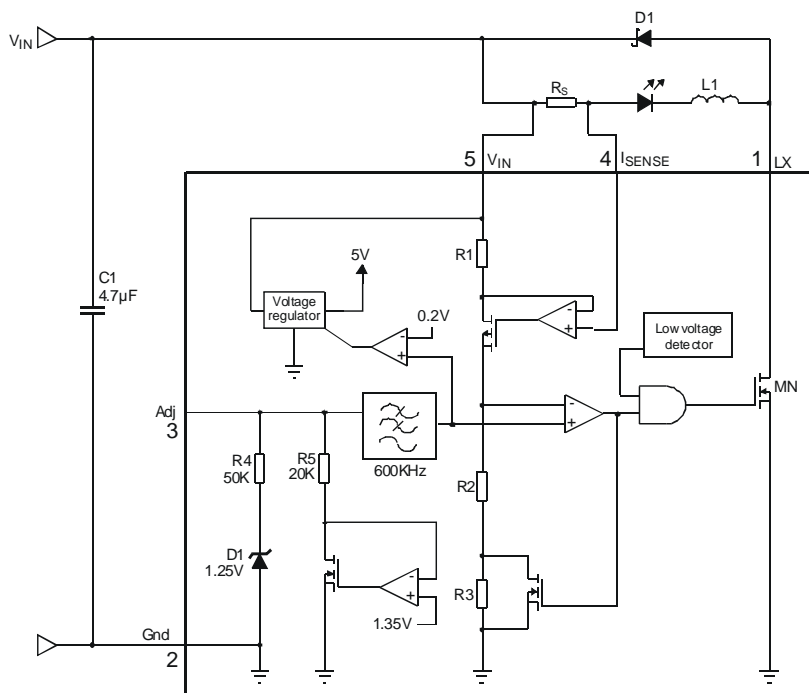 D1
VIN
RS
L1
5
VIN
4
ISENSE
1
LX
R1
5V
C1
4.7µF
Voltage
regulator
0.2V
-
+
-
+
Low voltage
detector
MN
Adj
3
-
+
R4
50K
R5
20K
600KHz
R2
D1
1.25V
-
+
R3
1.35V
Gnd
2